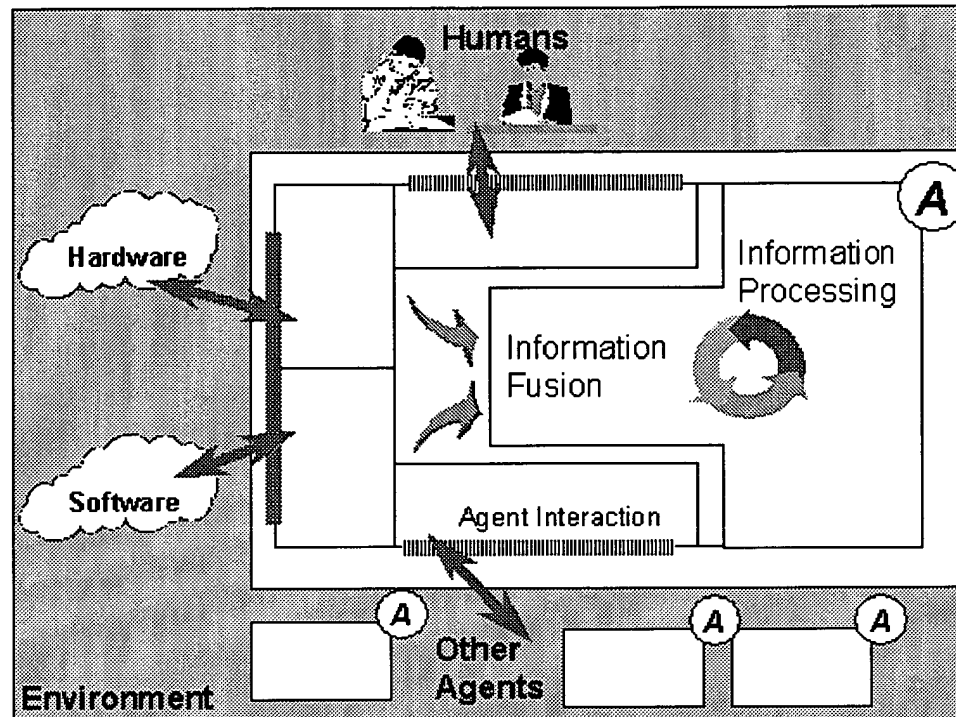 Humans
A
Hardware
Information
Processing
Information
Fusion
Software
Agent Interaction
A
A
A
Other
Agents
Environment